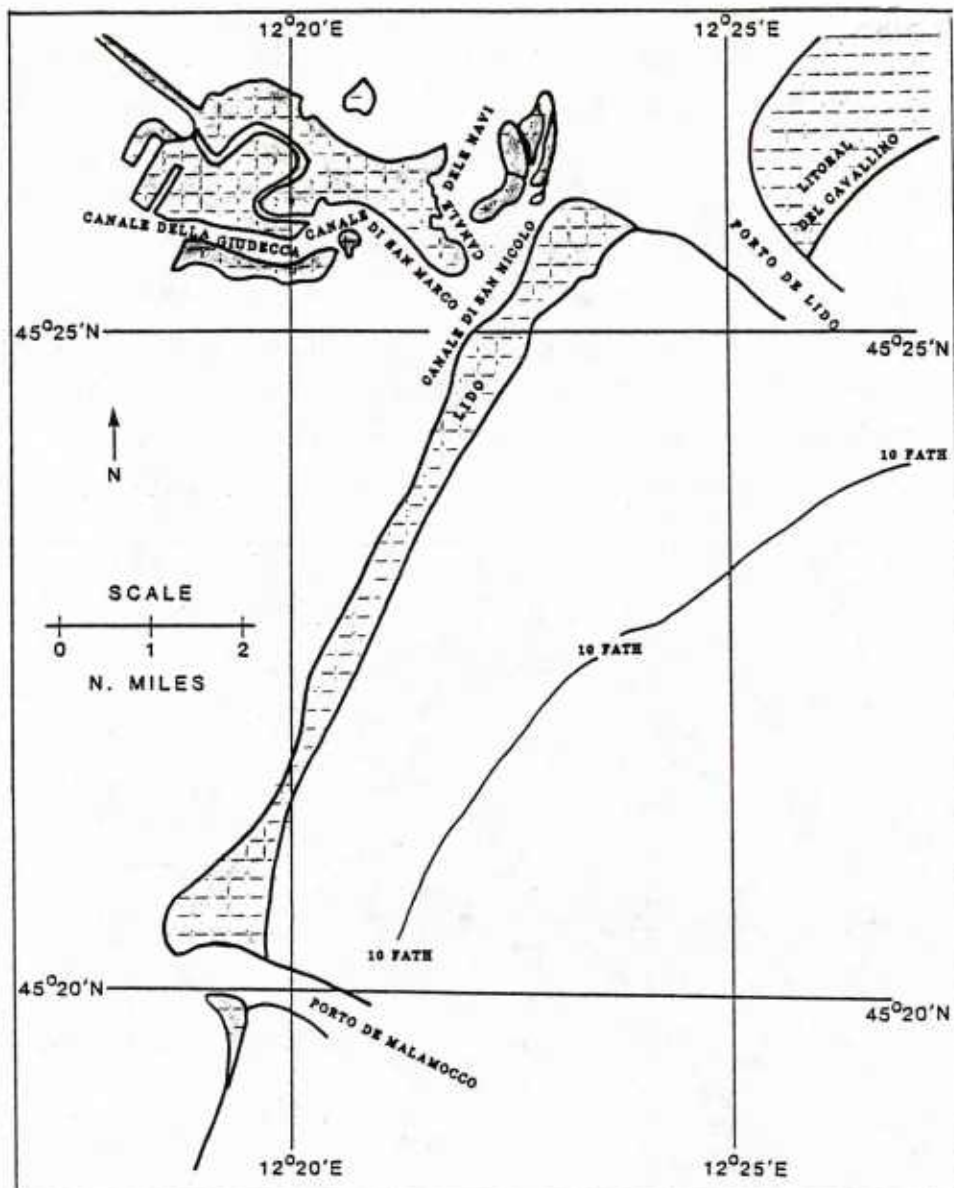 12°20'E
12°25'E
CANALE DELLA GIUDECCA
CANALE DI SAN MARCO
CANALE DELE NAVI
CANALE DI SAN NICOLO
LITORAL
DEL CAVALLINO
PORTO DE LIDO
45°25'N
45°25'N
LIDO
N
10 FATH
SCALE
0 1 2
N. MILES
10 FATH
10 FATH
45°20'N
45°20'N
PORTO DE MALAMOCCO
12°20'E
12°25'E